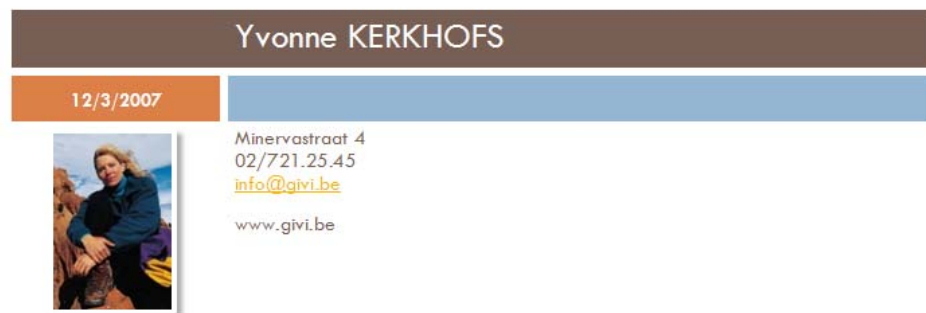 Yvonne KERKHOFS
12/3/2007
Minervastraat 4
02/721.25.45
info@givi.be
www.givi.be